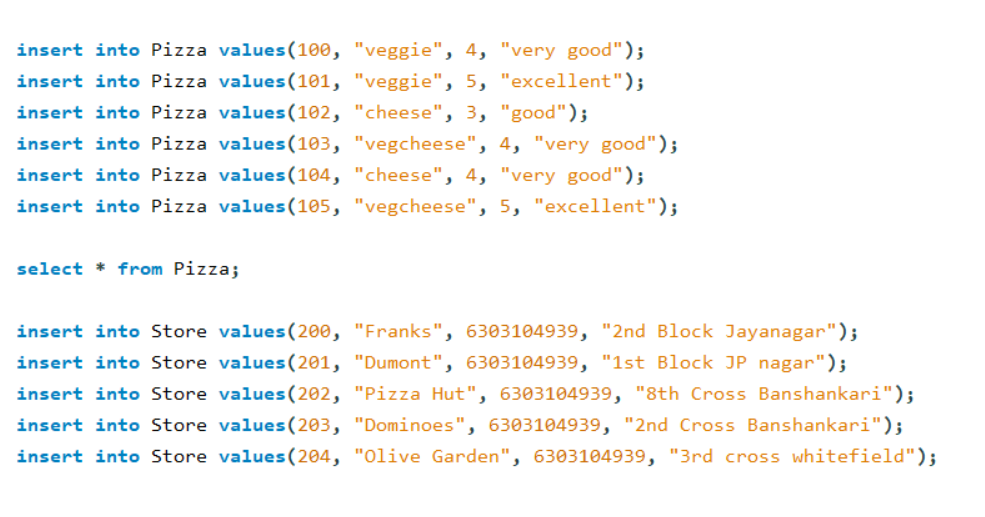 insert into Pizza values(100, "veggie", 4, "very good");
insert into Pizza values(101, "veggie", 5, "excellent");
insert into Pizza values(102, "cheese", 3, "good");
insert into Pizza values(103, "vegcheese", 4, "very good");
insert into Pizza values(104, "cheese", 4, "very good");
insert into Pizza values(105, "vegcheese", 5, "excellent");
select * from Pizza;
insert into Store values(200, "Franks", 6303104939, "2nd Block Jayanagar");
insert into Store values(201, "Dumont", 6303104939, "1st Block JP nagar");
insert into Store values(202, "Pizza Hut", 6303104939, "8th Cross Banshankari");
insert into Store values(203, "Dominoes", 6303104939, "2nd Cross Banshankari");
insert into Store values(204, "Olive Garden", 6303104939, "3rd cross whitefield");